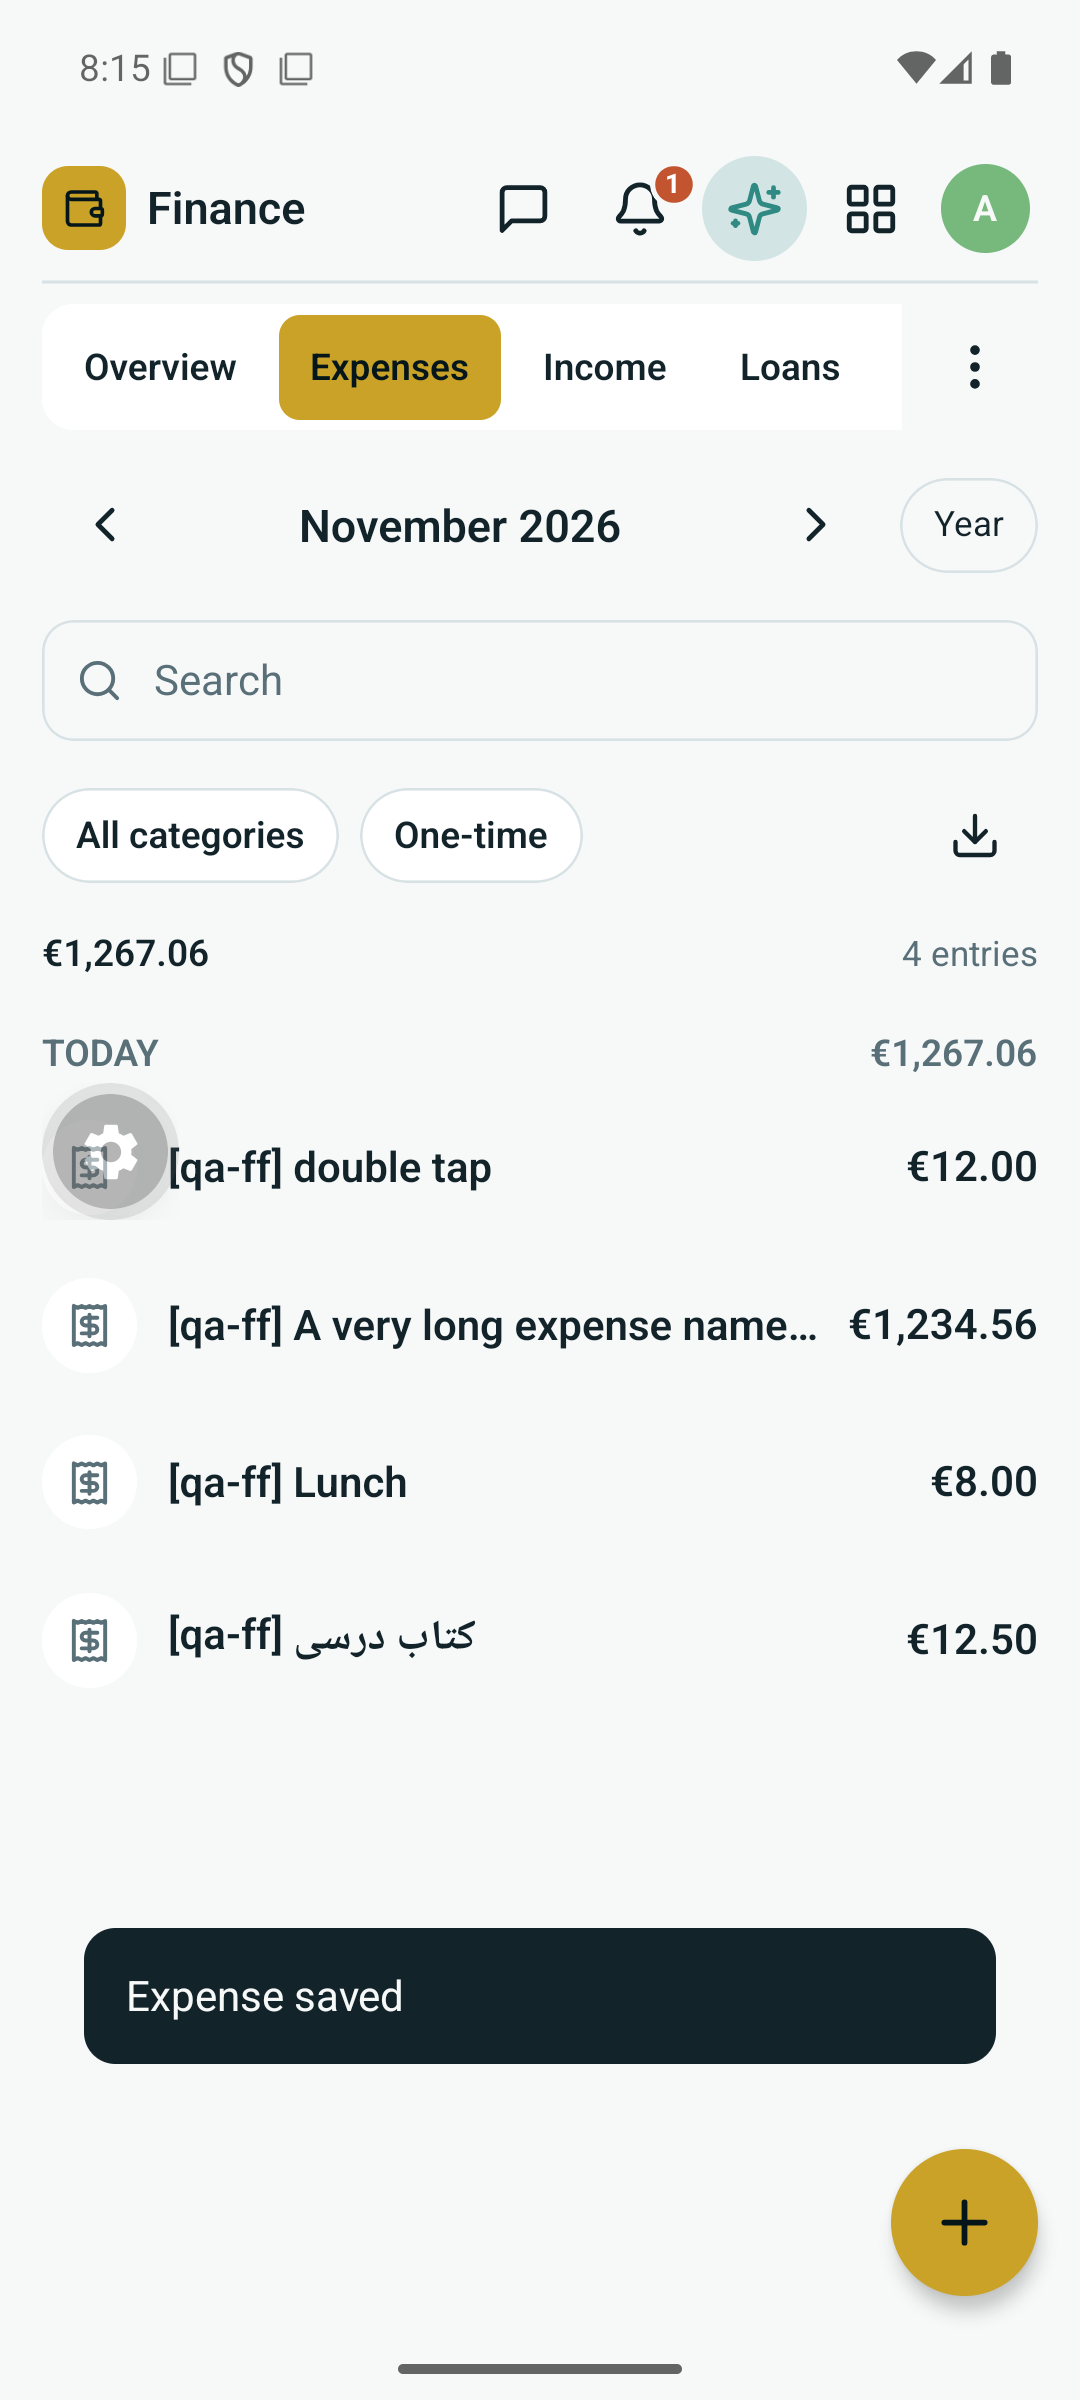 8:15
Finance
1
A
Overview Expenses Income Loans
November 2026
Year
Search
All categories One-time
€1,267.06 4 entries
TODAY €1,267.06
[qa-ff] double tap €12.00
[qa-ff] A very long expense name... €1,234.56
[qa-ff] Lunch €8.00
[qa-ff] کتاب درسی €12.50
Expense saved